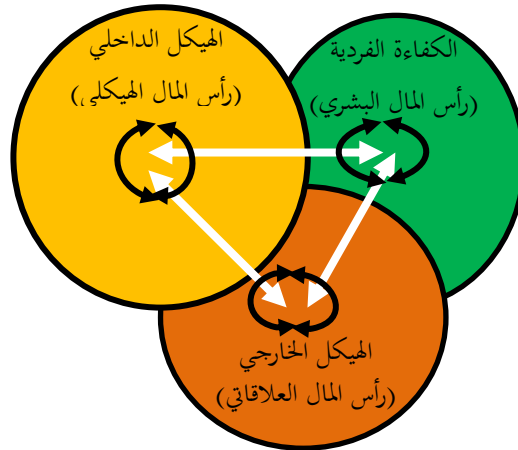 الهيكل الداخلي
(رأس المال الهيكلي)
الكفاءة الفردية
(رأس المال البشري)
الهيكل الخارجي
(رأس المال العلاقاتي)